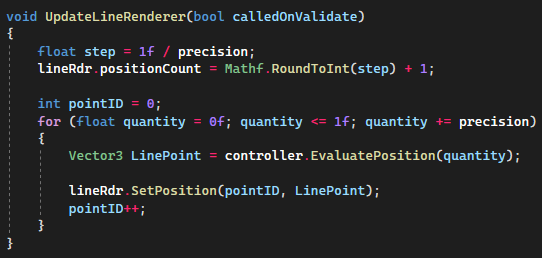 void UpdateLineRenderer(bool calledOnValidate)
{
    float step = 1f / precision;
    lineRdr.positionCount = Mathf.RoundToInt(step) + 1;

    int pointID = 0;
    for (float quantity = 0f; quantity <= 1f; quantity += precision)
    {
        Vector3 LinePoint = controller.EvaluatePosition(quantity);

        lineRdr.SetPosition(pointID, LinePoint);
        pointID++;
    }
}